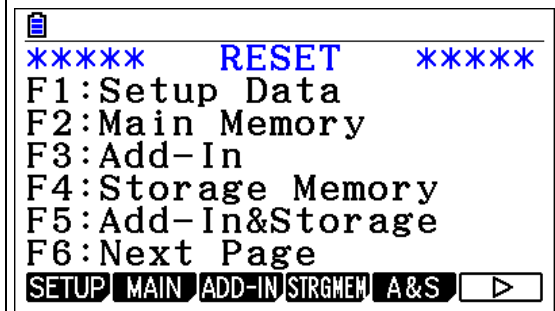 ***** RESET *****
F1:Setup Data
F2:Main Memory
F3:Add-In
F4:Storage Memory
F5:Add-In&Storage
F6:Next Page
SETUP MAIN ADD-IN STRGMEM A&S ▷